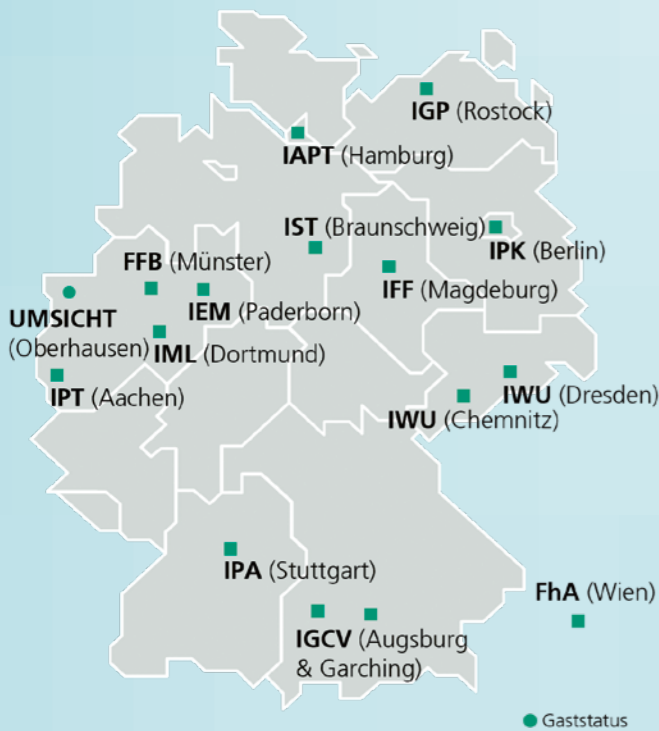 IGP (Rostock)
IAPT (Hamburg)
IST (Braunschweig)
IPK (Berlin)
FFB (Münster)
IFF (Magdeburg)
IEM (Paderborn)
UMSICHT
(Oberhausen)
IML (Dortmund)
IPT (Aachen)
IWU (Dresden)
IWU (Chemnitz)
IPA (Stuttgart)
FhA (Wien)
IGCV (Augsburg
& Garching)
Gaststatus